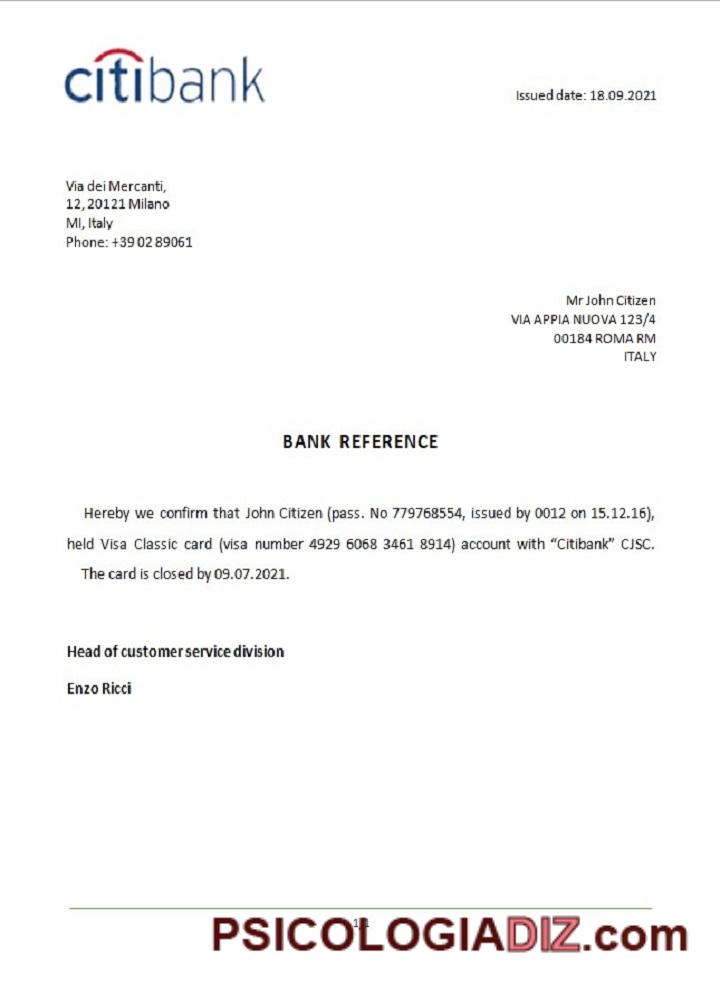 citibank
Issued date: 18.09.2021
Via dei Mercanti,
12, 20121 Milano
MI, Italy
Phone: +39 02 89061
Mr John Citizen
VIA APPIA NUOVA 123/4
00184 ROMA RM
ITALY
BANK REFERENCE
Hereby we confirm that John Citizen (pass. No 779768554, issued by 0012 on 15.12.16),
held Visa Classic card (visa number 4929 6068 3461 8914) account with “Citibank” CJSC.
The card is closed by 09.07.2021.
Head of customer service division
Enzo Ricci
PSICOLOGIADIZ.com